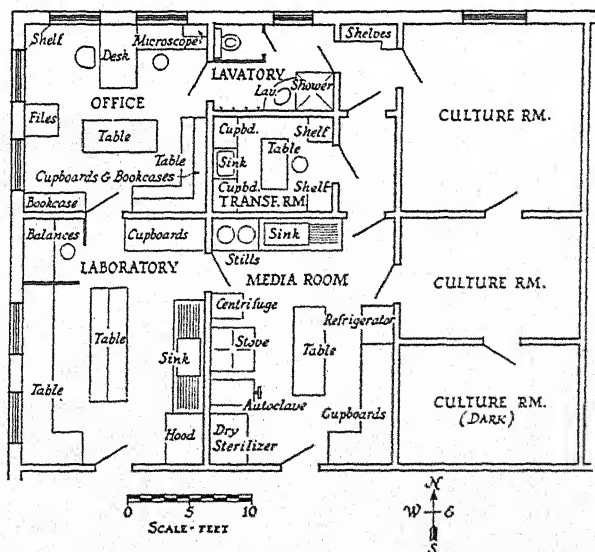 Shelf
Microscope
Shelves
Desk
LAVATORY
OFFICE
Lav.
Shower
Files
Cupbd.
Shelf
CULTURE RM.
Table
Table
Table
Sink
Cupboards & Bookcases
Cupbd.
Shelf
Bookcase
TRANSF. RM.
Balances
Cupboards
Sink
Stills
LABORATORY
MEDIA ROOM
CULTURE RM.
Centrifuge
Refrigerator
Table
Stove
Table
Sink
Table
Autoclave
CULTURE RM.
(DARK)
Cupboards
Hood
Dry
Sterilizer
0 5 10
SCALE - FEET
N
W E
S